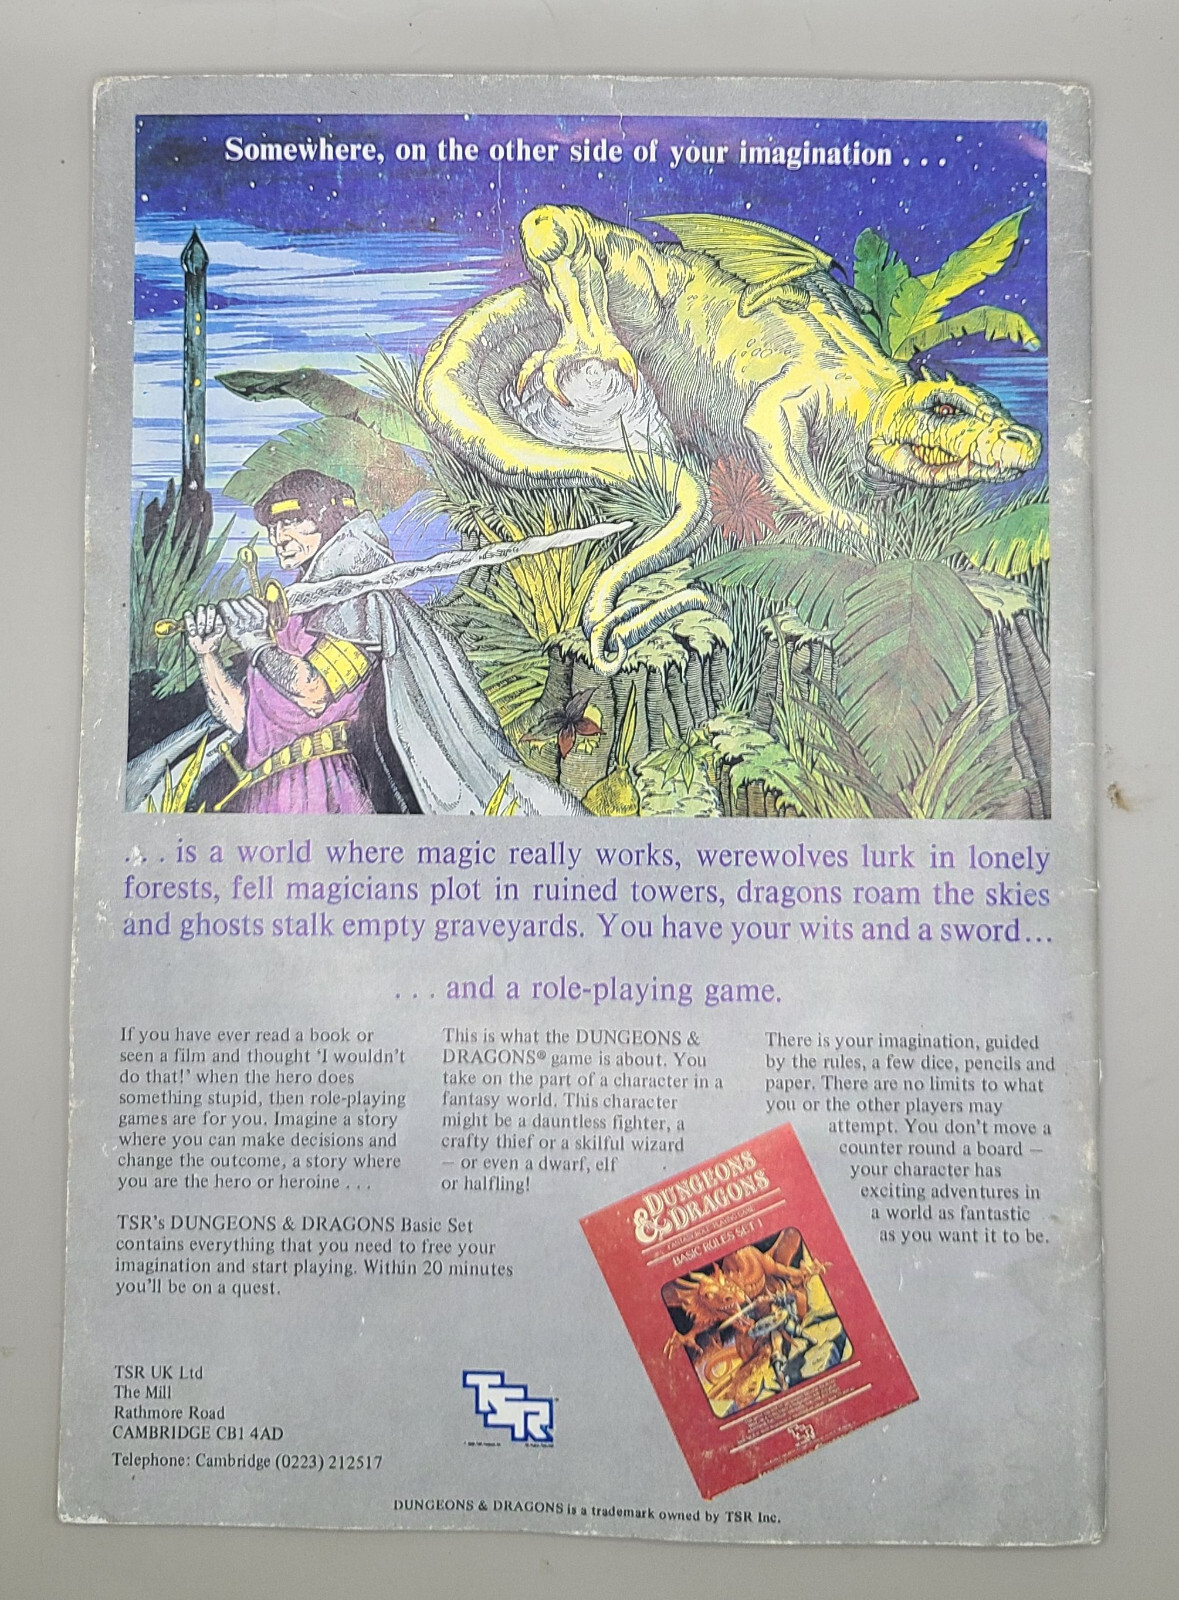 Somewhere, on the other side of your imagination . . .
. . . is a world where magic really works, werewolves lurk in lonely
forests, fell magicians plot in ruined towers, dragons roam the skies
and ghosts stalk empty graveyards. You have your wits and a sword...
. . . and a role-playing game.
If you have ever read a book or
seen a film and thought ‘I wouldn’t
do that!’ when the hero does
something stupid, then role-playing
games are for you. Imagine a story
where you can make decisions and
change the outcome, a story where
you are the hero or heroine . . .
This is what the DUNGEONS &
DRAGONS® game is about. You
take on the part of a character in a
fantasy world. This character
might be a dauntless fighter, a
crafty thief or a skilful wizard
— or even a dwarf, elf
or halfling!
There is your imagination, guided
by the rules, a few dice, pencils and
paper. There are no limits to what
you or the other players may
attempt. You don’t move a
counter round a board —
your character has
exciting adventures in
a world as fantastic
as you want it to be.
TSR’s DUNGEONS & DRAGONS Basic Set
contains everything that you need to free your
imagination and start playing. Within 20 minutes
you’ll be on a quest.
DUNGEONS
& DRAGONS
FANTASY ROLE-PLAYING GAME
BASIC RULES SET 1
TSR
TSR UK Ltd
The Mill
Rathmore Road
CAMBRIDGE CB1 4AD
Telephone: Cambridge (0223) 212517
TSR
DUNGEONS & DRAGONS is a trademark owned by TSR Inc.